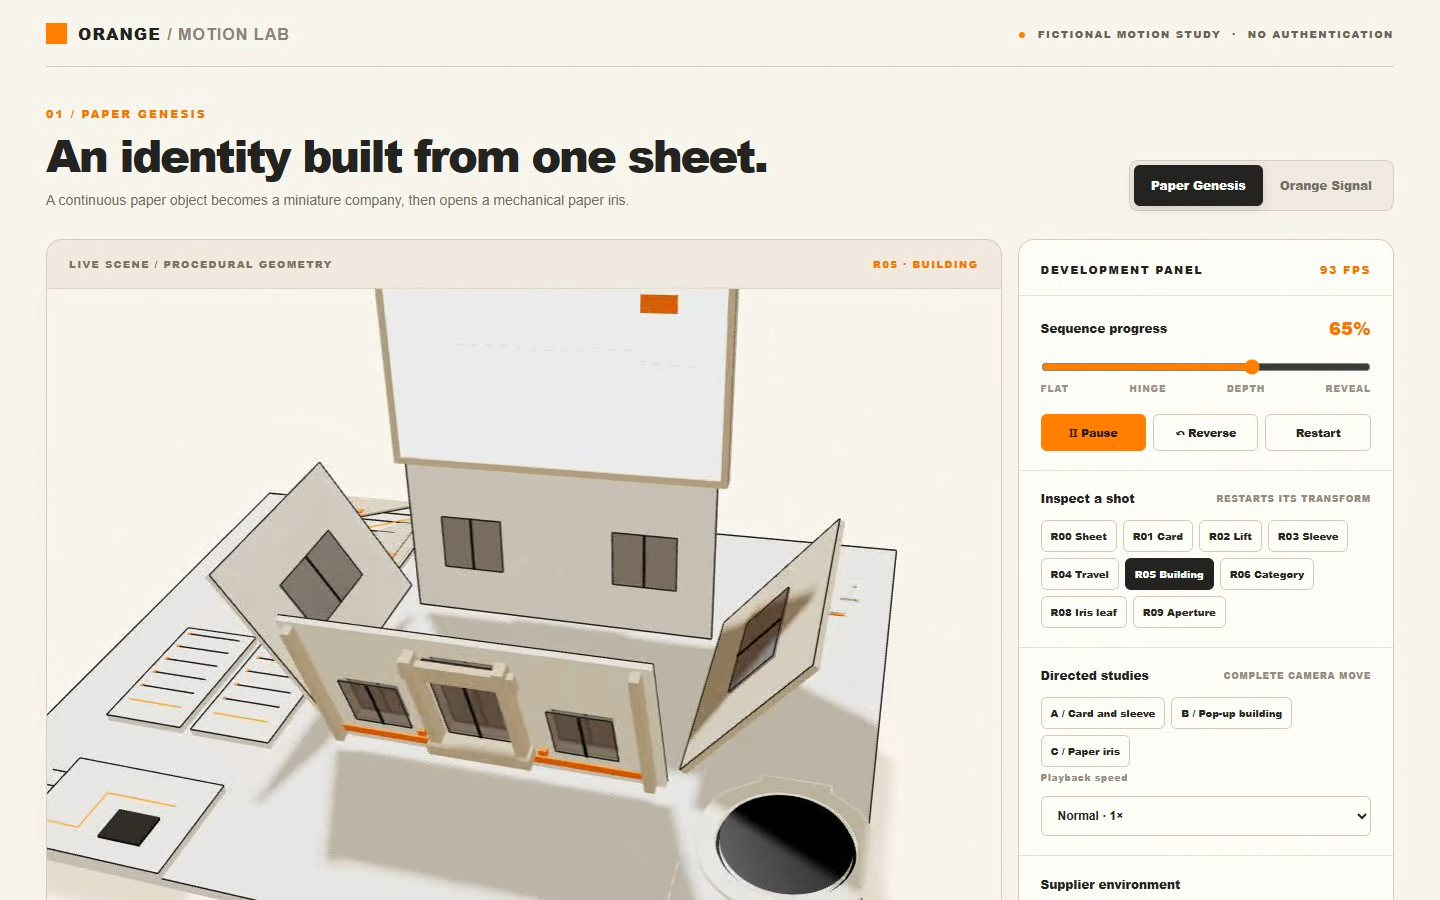 ORANGE / MOTION LAB
FICTIONAL MOTION STUDY · NO AUTHENTICATION
01 / PAPER GENESIS
An identity built from one sheet.
A continuous paper object becomes a miniature company, then opens a mechanical paper iris.
Paper Genesis
Orange Signal
LIVE SCENE / PROCEDURAL GEOMETRY
R05 · BUILDING
DEVELOPMENT PANEL
93 FPS
Sequence progress
65%
FLAT HINGE DEPTH REVEAL
II Pause
↶ Reverse
Restart
Inspect a shot
RESTARTS ITS TRANSFORM
R00 Sheet
R01 Card
R02 Lift
R03 Sleeve
R04 Travel
R05 Building
R06 Category
R08 Iris leaf
R09 Aperture
Directed studies
COMPLETE CAMERA MOVE
A / Card and sleeve
B / Pop-up building
C / Paper iris
Playback speed
Normal · 1×
Supplier environment